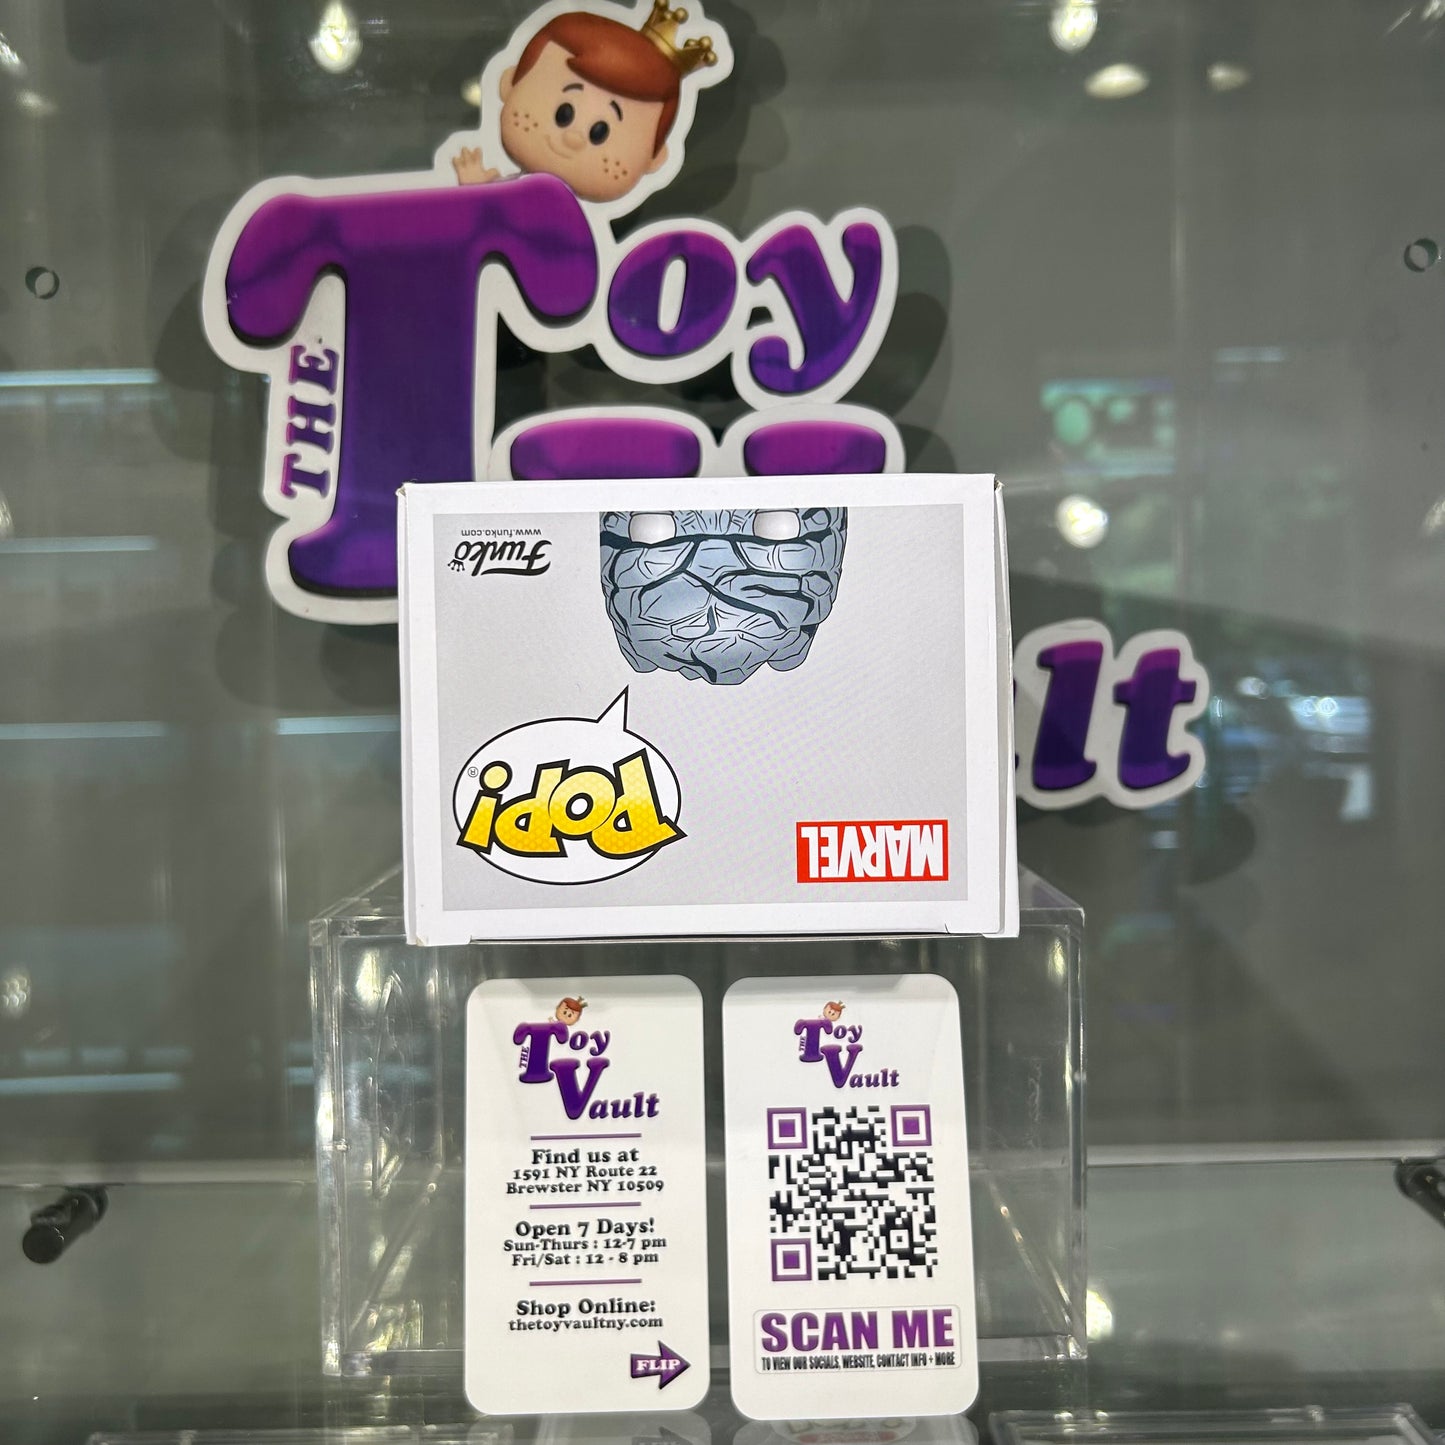 THE Toy
ult
www.funko.com
Funko
POP!
®
MARVEL
THE Toy
Vault
Find us at
1591 NY Route 22
Brewster NY 10509
Open 7 Days!
Sun-Thurs : 12-7 pm
Fri/Sat : 12 - 8 pm
Shop Online:
thetoyvaultny.com
FLIP
THE Toy
Vault
SCAN ME
TO VIEW OUR SOCIALS, WEBSITE, CONTACT INFO + MORE